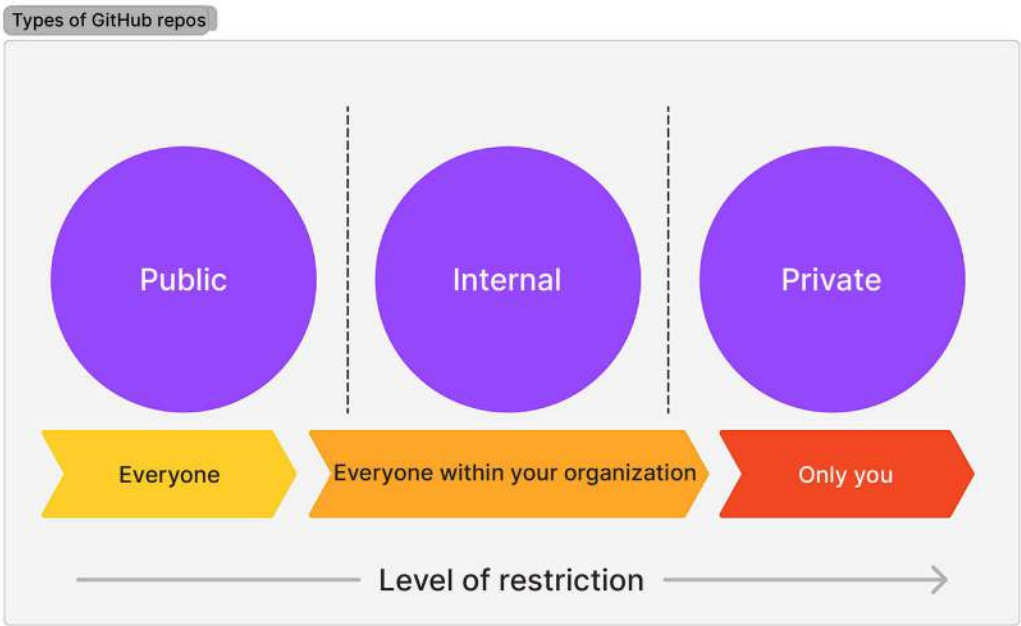 Types of GitHub repos
Public
Internal
Private
Everyone
Everyone within your organization
Only you
Level of restriction